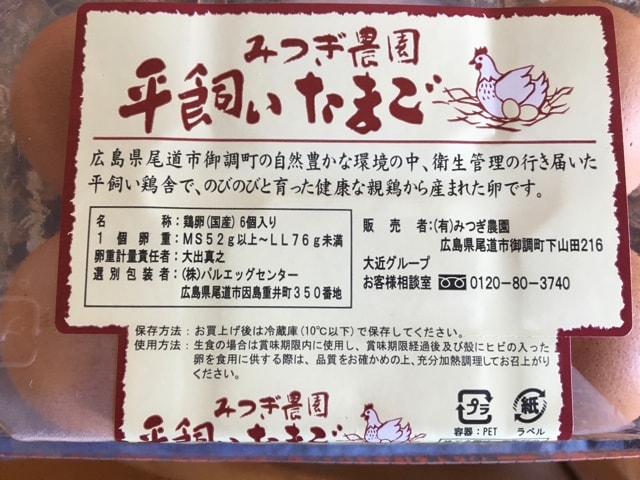 みつぎ農園
平飼いたまご
広島県尾道市御調町の自然豊かな環境の中、衛生管理の行き届いた
平飼い鶏舎で、のびのびと育った健康な親鶏から産まれた卵です。
名称:鶏卵(国産)6個入り
1個卵重:MS52g以上~LL76g未満
卵重計量責任者:大出真之
選別包装者:(株)パルエッグセンター
広島県尾道市因島重井町350番地
販売者:(有)みつぎ農園
広島県尾道市御調町下山田216
大近グループ
お客様相談室 0120-80-3740
保存方法:お買上げ後は冷蔵庫(10℃以下)で保存してください。
使用方法:生食の場合は賞味期限内に使用し、賞味期限経過後及び殻にヒビの入った
卵を食用に供する際は、品質をお確かめの上、充分加熱調理してお召上がり
ください。
みつぎ農園
平飼いたまご
プラ
容器:PET
紙
ラベル